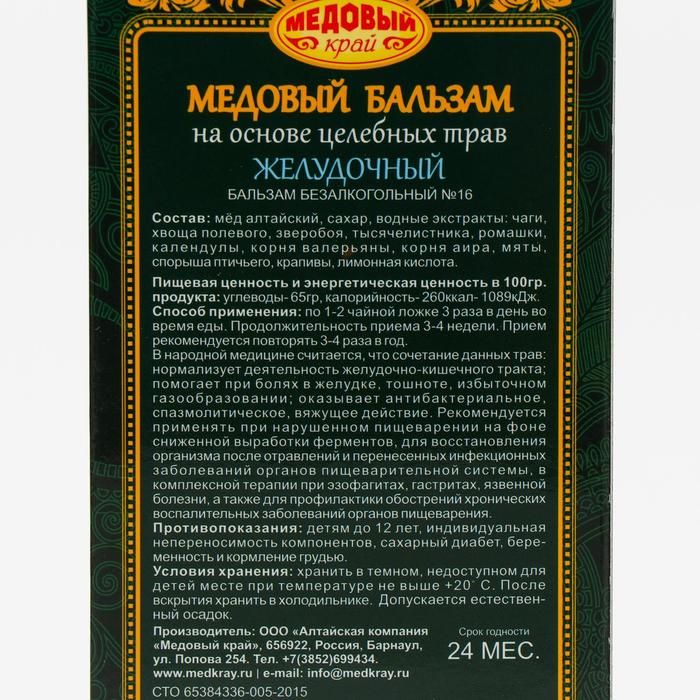 МЕДОВЫЙ
край
МЕДОВЫЙ БАЛЬЗАМ
на основе целебных трав
ЖЕЛУДОЧНЫЙ
БАЛЬЗАМ БЕЗАЛКОГОЛЬНЫЙ №16
Состав: мёд алтайский, сахар, водные экстракты: чаги,
хвоща полевого, зверобоя, тысячелистника, ромашки,
календулы, корня валерьяны, корня аира, мяты,
спорыша птичьего, крапивы, лимонная кислота.
Пищевая ценность и энергетическая ценность в 100гр.
продукта: углеводы- 65гр, калорийность- 260ккал- 1089кДж.
Способ применения: по 1-2 чайной ложке 3 раза в день во
время еды. Продолжительность приема 3-4 недели. Прием
рекомендуется повторять 3-4 раза в год.
В народной медицине считается, что сочетание данных трав:
нормализует деятельность желудочно-кишечного тракта;
помогает при болях в желудке, тошноте, избыточном
газообразовании; оказывает антибактериальное,
спазмолитическое, вяжущее действие. Рекомендуется
применять при нарушенном пищеварении на фоне
сниженной выработки ферментов, для восстановления
организма после отравлений и перенесенных инфекционных
заболеваний органов пищеварительной системы, в
комплексной терапии при эзофагитах, гастритах, язвенной
болезни, а также для профилактики обострений хронических
воспалительных заболеваний органов пищеварения.
Противопоказания: детям до 12 лет, индивидуальная
непереносимость компонентов, сахарный диабет, бере-
менность и кормление грудью.
Условия хранения: хранить в темном, недоступном для
детей месте при температуре не выше +20° С. После
вскрытия хранить в холодильнике. Допускается естествен-
ный осадок.
Производитель: ООО «Алтайская компания
«Медовый край», 656922, Россия, Барнаул,
ул. Попова 254. Тел. Тел. +7(3852)699434.
www.medkray.ru | e-mail: info@medkray.ru
СТО 65384336-005-2015
Срок годности
24 МЕС.